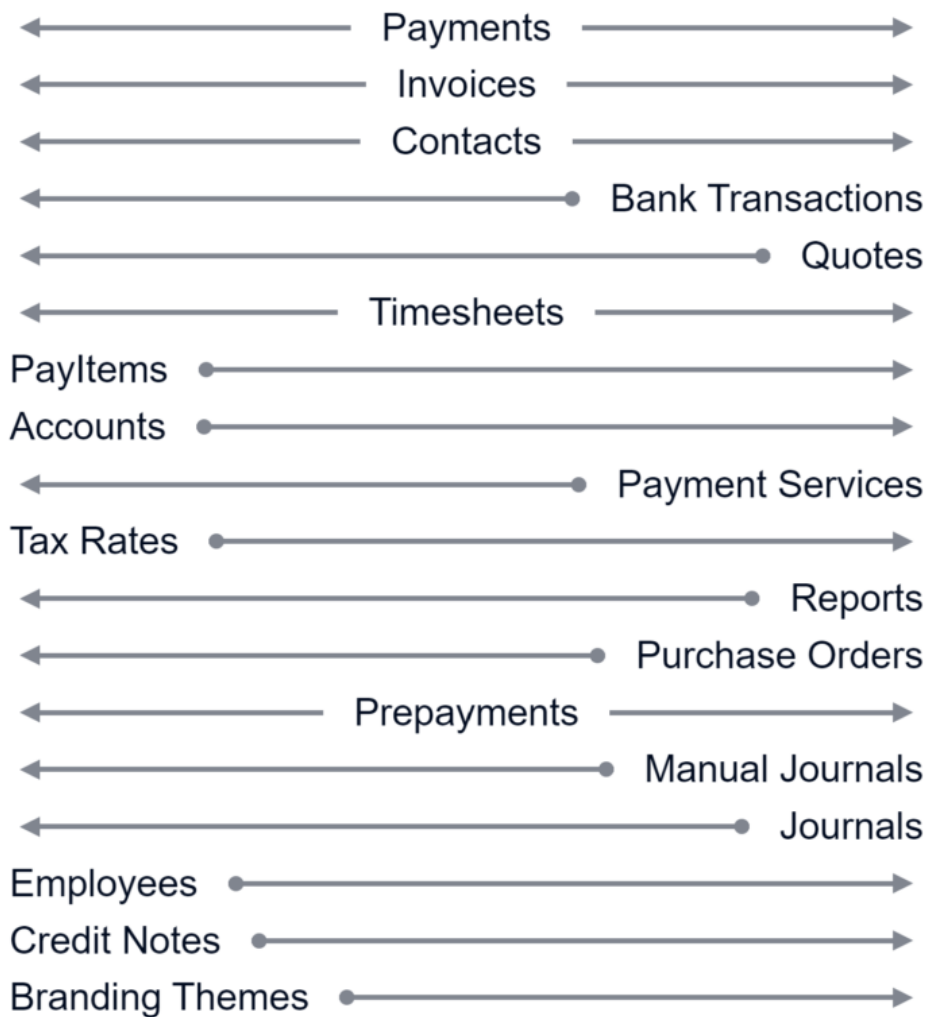 Payments
Invoices
Contacts
Bank Transactions
Quotes
Timesheets
PayItems
Accounts
Payment Services
Tax Rates
Reports
Purchase Orders
Prepayments
Manual Journals
Journals
Employees
Credit Notes
Branding Themes